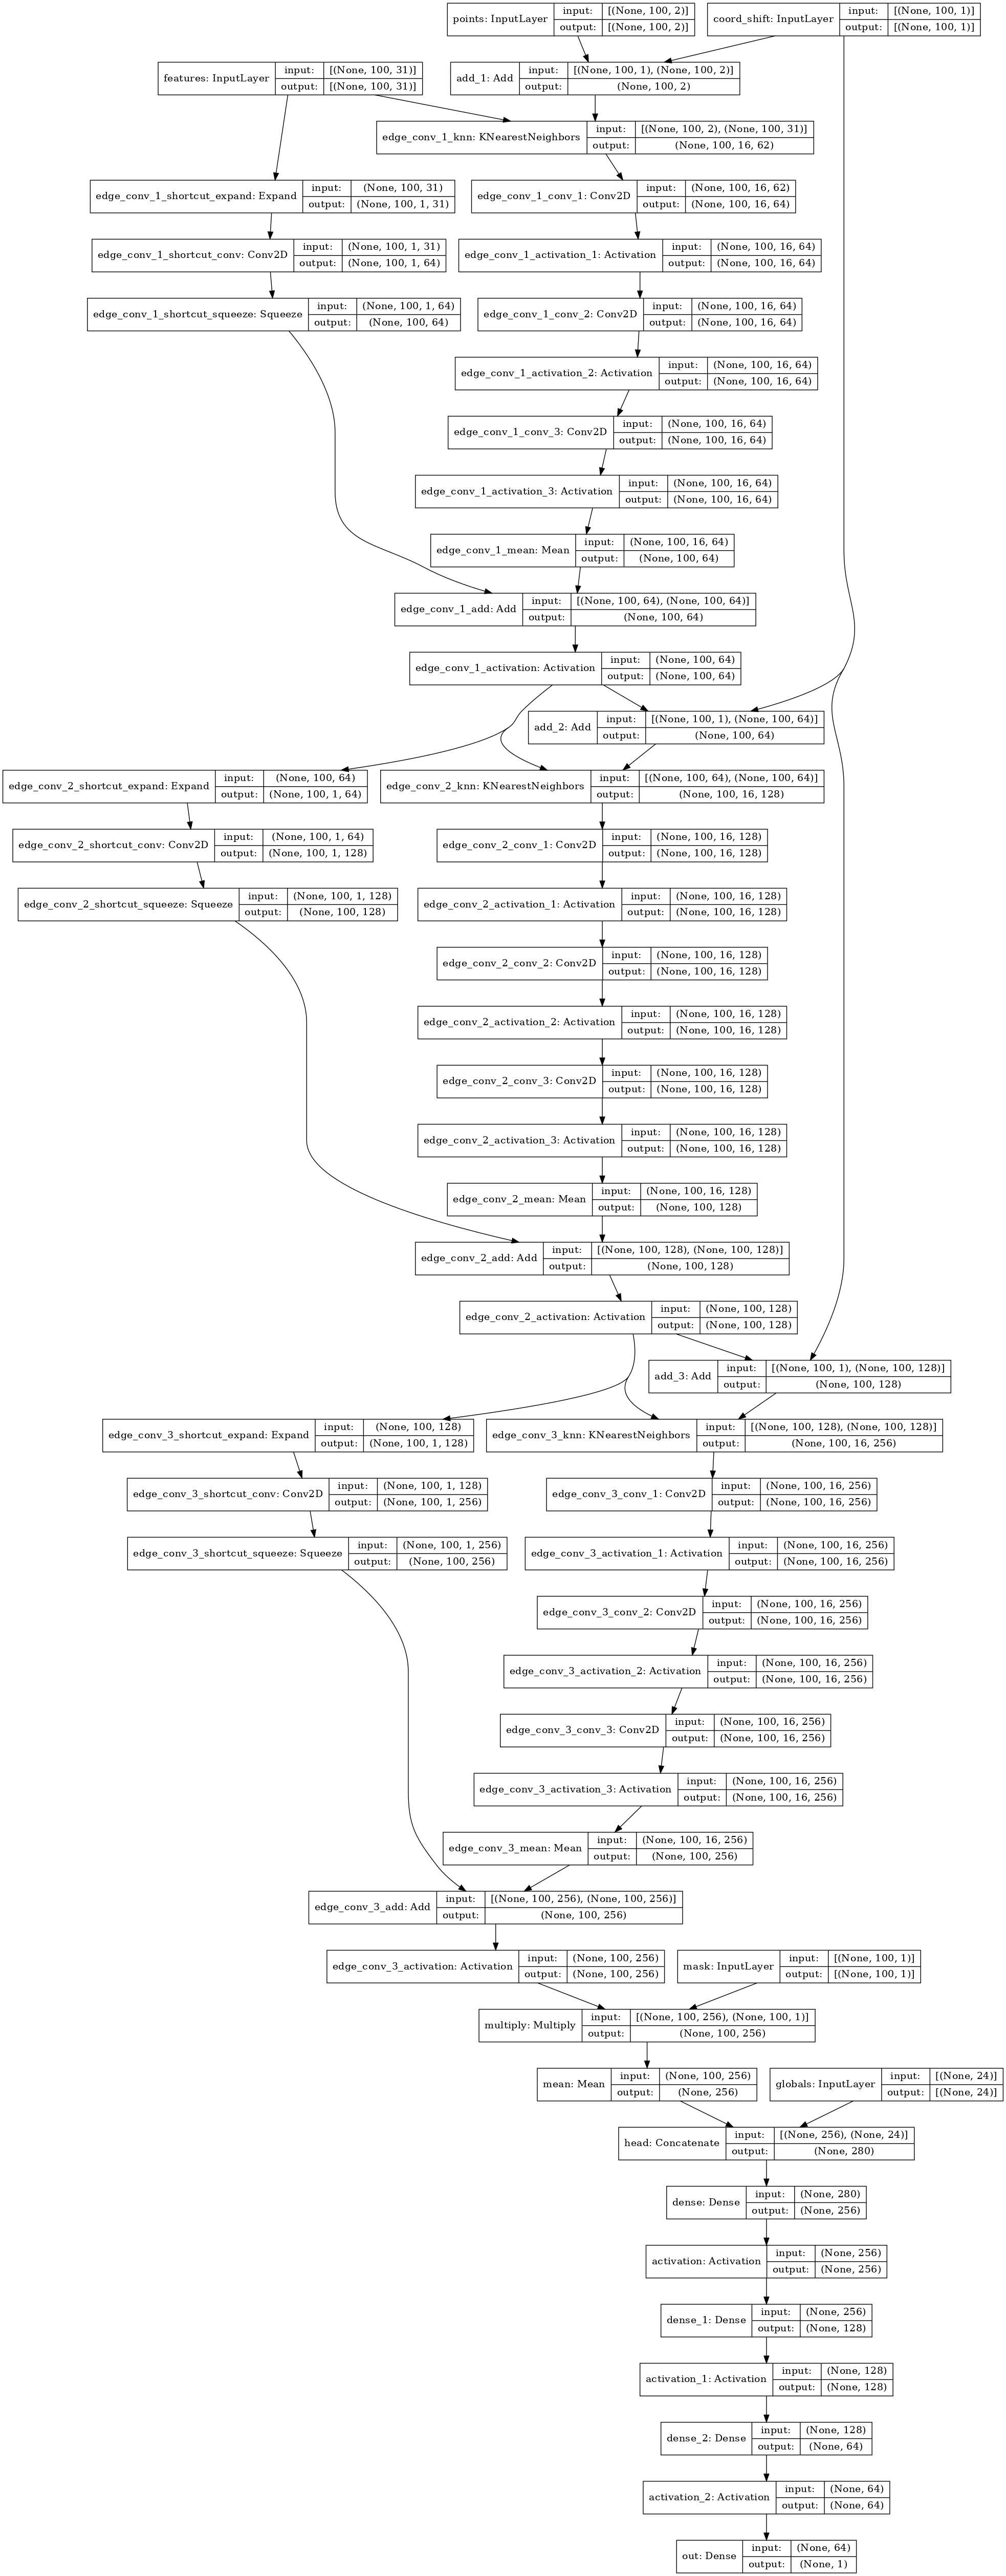 points: InputLayer input: [(None, 100, 2)]
output: [(None, 100, 2)]
coord_shift: InputLayer input: [(None, 100, 1)]
output: [(None, 100, 1)]
features: InputLayer input: [(None, 100, 31)]
output: [(None, 100, 31)]
add_1: Add input: [(None, 100, 1), (None, 100, 2)]
output: (None, 100, 2)
edge_conv_1_knn: KNearestNeighbors input: [(None, 100, 2), (None, 100, 31)]
output: (None, 100, 16, 62)
edge_conv_1_shortcut_expand: Expand input: (None, 100, 31)
output: (None, 100, 1, 31)
edge_conv_1_conv_1: Conv2D input: (None, 100, 16, 62)
output: (None, 100, 16, 64)
edge_conv_1_shortcut_conv: Conv2D input: (None, 100, 1, 31)
output: (None, 100, 1, 64)
edge_conv_1_activation_1: Activation input: (None, 100, 16, 64)
output: (None, 100, 16, 64)
edge_conv_1_shortcut_squeeze: Squeeze input: (None, 100, 1, 64)
output: (None, 100, 64)
edge_conv_1_conv_2: Conv2D input: (None, 100, 16, 64)
output: (None, 100, 16, 64)
edge_conv_1_activation_2: Activation input: (None, 100, 16, 64)
output: (None, 100, 16, 64)
edge_conv_1_conv_3: Conv2D input: (None, 100, 16, 64)
output: (None, 100, 16, 64)
edge_conv_1_activation_3: Activation input: (None, 100, 16, 64)
output: (None, 100, 16, 64)
edge_conv_1_mean: Mean input: (None, 100, 16, 64)
output: (None, 100, 64)
edge_conv_1_add: Add input: [(None, 100, 64), (None, 100, 64)]
output: (None, 100, 64)
edge_conv_1_activation: Activation input: (None, 100, 64)
output: (None, 100, 64)
add_2: Add input: [(None, 100, 1), (None, 100, 64)]
output: (None, 100, 64)
edge_conv_2_shortcut_expand: Expand input: (None, 100, 64)
output: (None, 100, 1, 64)
edge_conv_2_knn: KNearestNeighbors input: [(None, 100, 64), (None, 100, 64)]
output: (None, 100, 16, 128)
edge_conv_2_shortcut_conv: Conv2D input: (None, 100, 1, 64)
output: (None, 100, 1, 128)
edge_conv_2_conv_1: Conv2D input: (None, 100, 16, 128)
output: (None, 100, 16, 128)
edge_conv_2_shortcut_squeeze: Squeeze input: (None, 100, 1, 128)
output: (None, 100, 128)
edge_conv_2_activation_1: Activation input: (None, 100, 16, 128)
output: (None, 100, 16, 128)
edge_conv_2_conv_2: Conv2D input: (None, 100, 16, 128)
output: (None, 100, 16, 128)
edge_conv_2_activation_2: Activation input: (None, 100, 16, 128)
output: (None, 100, 16, 128)
edge_conv_2_conv_3: Conv2D input: (None, 100, 16, 128)
output: (None, 100, 16, 128)
edge_conv_2_activation_3: Activation input: (None, 100, 16, 128)
output: (None, 100, 16, 128)
edge_conv_2_mean: Mean input: (None, 100, 16, 128)
output: (None, 100, 128)
edge_conv_2_add: Add input: [(None, 100, 128), (None, 100, 128)]
output: (None, 100, 128)
edge_conv_2_activation: Activation input: (None, 100, 128)
output: (None, 100, 128)
add_3: Add input: [(None, 100, 1), (None, 100, 128)]
output: (None, 100, 128)
edge_conv_3_shortcut_expand: Expand input: (None, 100, 128)
output: (None, 100, 1, 128)
edge_conv_3_knn: KNearestNeighbors input: [(None, 100, 128), (None, 100, 128)]
output: (None, 100, 16, 256)
edge_conv_3_shortcut_conv: Conv2D input: (None, 100, 1, 128)
output: (None, 100, 1, 256)
edge_conv_3_conv_1: Conv2D input: (None, 100, 16, 256)
output: (None, 100, 16, 256)
edge_conv_3_shortcut_squeeze: Squeeze input: (None, 100, 1, 256)
output: (None, 100, 256)
edge_conv_3_activation_1: Activation input: (None, 100, 16, 256)
output: (None, 100, 16, 256)
edge_conv_3_conv_2: Conv2D input: (None, 100, 16, 256)
output: (None, 100, 16, 256)
edge_conv_3_activation_2: Activation input: (None, 100, 16, 256)
output: (None, 100, 16, 256)
edge_conv_3_conv_3: Conv2D input: (None, 100, 16, 256)
output: (None, 100, 16, 256)
edge_conv_3_activation_3: Activation input: (None, 100, 16, 256)
output: (None, 100, 16, 256)
edge_conv_3_mean: Mean input: (None, 100, 16, 256)
output: (None, 100, 256)
edge_conv_3_add: Add input: [(None, 100, 256), (None, 100, 256)]
output: (None, 100, 256)
edge_conv_3_activation: Activation input: (None, 100, 256)
output: (None, 100, 256)
mask: InputLayer input: [(None, 100, 1)]
output: [(None, 100, 1)]
multiply: Multiply input: [(None, 100, 256), (None, 100, 1)]
output: (None, 100, 256)
mean: Mean input: (None, 100, 256)
output: (None, 256)
globals: InputLayer input: [(None, 24)]
output: [(None, 24)]
head: Concatenate input: [(None, 256), (None, 24)]
output: (None, 280)
dense: Dense input: (None, 280)
output: (None, 256)
activation: Activation input: (None, 256)
output: (None, 256)
dense_1: Dense input: (None, 256)
output: (None, 128)
activation_1: Activation input: (None, 128)
output: (None, 128)
dense_2: Dense input: (None, 128)
output: (None, 64)
activation_2: Activation input: (None, 64)
output: (None, 64)
out: Dense input: (None, 64)
output: (None, 1)